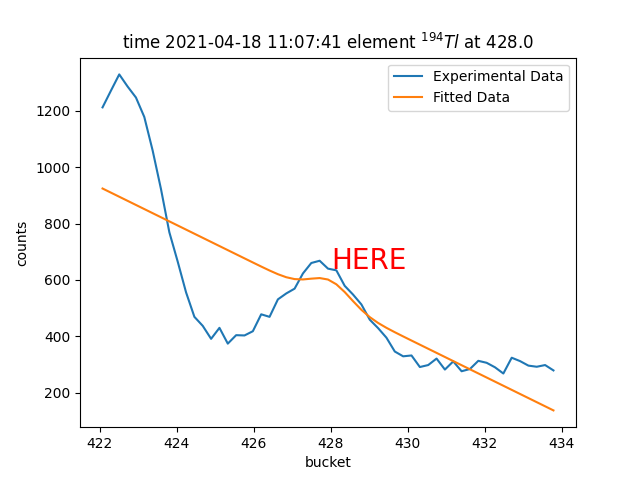 time 2021-04-18 11:07:41 element ¹⁹⁴Tl at 428.0
Experimental Data
Fitted Data
HERE
counts
1200
1000
800
600
400
200
422 424 426 428 430 432 434
bucket